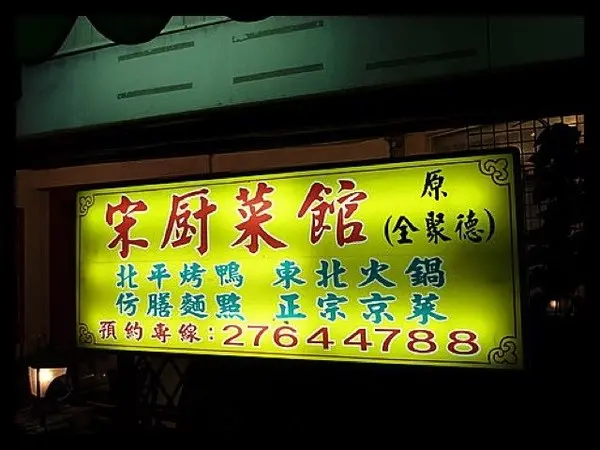 宋厨菜館 原(全聚德)
北平烤鴨 東北火鍋
仿膳麵點 正宗京菜
預約專線:27644788